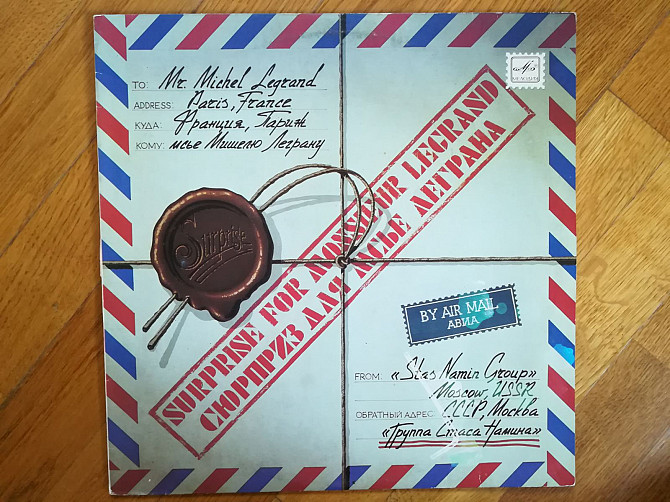 TO: Mr. Michel Legrand
ADDRESS: Paris, France
КУДА: Франция, Париж
КОМУ: мсье Мишелю Леграну
МЕЛОДИЯ
Surprise
SURPRISE FOR MONSIEUR LEGRAND
СЮРПРИЗ ДЛЯ МСЬЕ ЛЕГРАНА
BY AIR MAIL
АВИА
FROM: «Stas Namin Group»
Moscow, USSR
ОБРАТНЫЙ АДРЕС: СССР, Москва
«Группа Стаса Намина»